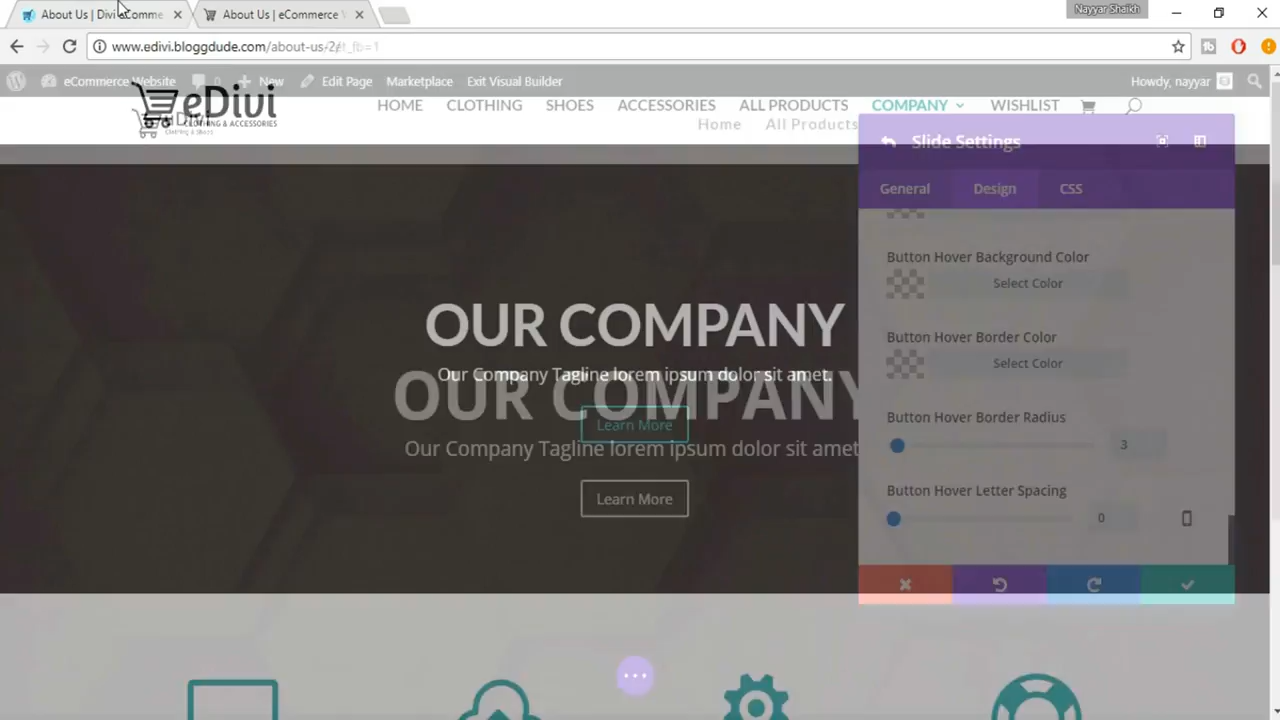 Nayyar Shaikh
About Us | Divi eComme
About Us | eCommerce
www.edivi.bloggdude.com/about-us-2/
eCommerce Website 0 New Edit Page Marketplace Exit Visual Builder Howdy, nayyar
eDivi
CLOTHING & ACCESSORIES
Clothing & Shoes
HOME CLOTHING SHOES ACCESSORIES ALL PRODUCTS COMPANY WISHLIST
Home All Products
Slide Settings
General Design CSS
Button Hover Background Color
Select Color
Button Hover Border Color
Select Color
Button Hover Border Radius
3
Button Hover Letter Spacing
0
OUR COMPANY
Our Company Tagline lorem ipsum dolor sit amet.
OUR COMPANY
Learn More
Our Company Tagline lorem ipsum dolor sit amet
Learn More